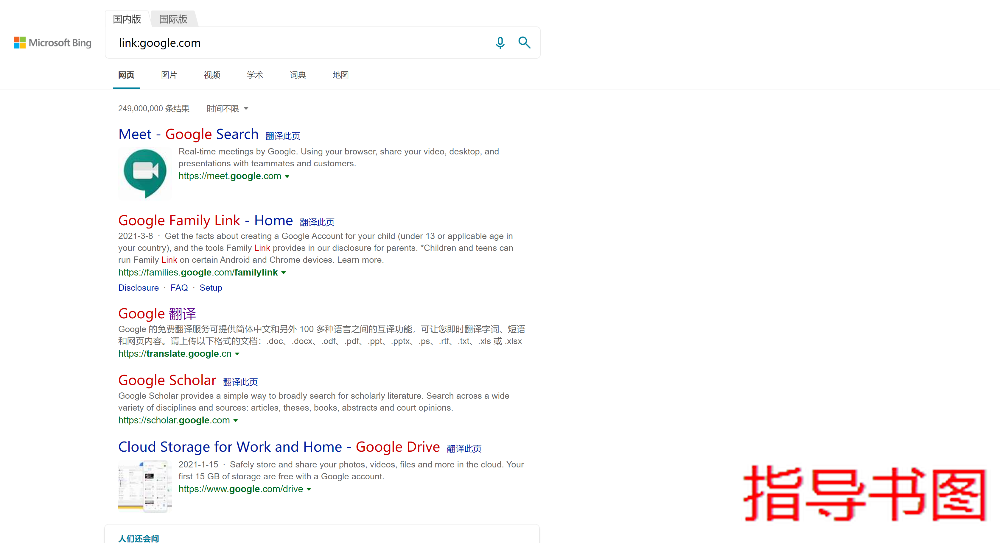 国内版 国际版
Microsoft Bing
link:google.com
网页 图片 视频 学术 词典 地图
249,000,000 条结果 时间不限
Meet - Google Search 翻译此页
Real-time meetings by Google. Using your browser, share your video, desktop, and
presentations with teammates and customers.
https://meet.google.com
Google Family Link - Home 翻译此页
2021-3-8 · Get the facts about creating a Google Account for your child (under 13 or applicable age in
your country), and the tools Family Link provides in our disclosure for parents. *Children and teens can
run Family Link on certain Android and Chrome devices. Learn more.
https://families.google.com/familylink
Disclosure · FAQ · Setup
Google 翻译
Google 的免费翻译服务可提供简体中文和另外 100 多种语言之间的互译功能，可让您即时翻译字词、短语
和网页内容。请上传以下格式的文档：.doc、.docx、.odf、.pdf、.ppt、.pptx、.ps、.rtf、.txt、.xls 或 .xlsx
https://translate.google.cn
Google Scholar 翻译此页
Google Scholar provides a simple way to broadly search for scholarly literature. Search across a wide
variety of disciplines and sources: articles, theses, books, abstracts and court opinions.
https://scholar.google.com
Cloud Storage for Work and Home - Google Drive 翻译此页
2021-1-15 · Safely store and share your photos, videos, files and more in the cloud. Your
first 15 GB of storage are free with a Google account.
https://www.google.com/drive
指导书图
人们还会问